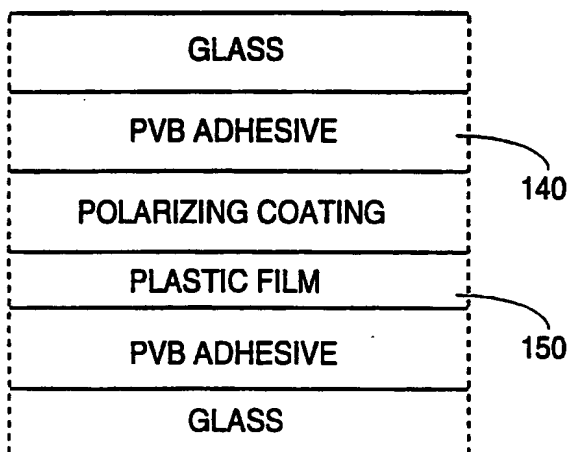 GLASS
PVB ADHESIVE
140
POLARIZING COATING
PLASTIC FILM
150
PVB ADHESIVE
GLASS